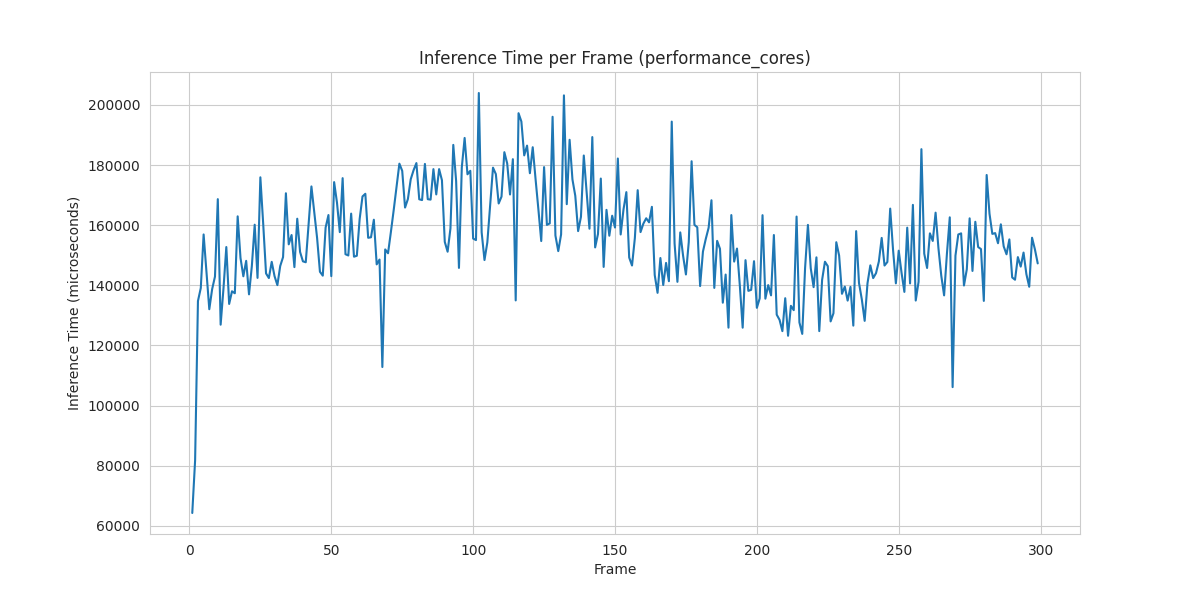 Inference Time per Frame (performance_cores)
Inference Time (microseconds)
200000
180000
160000
140000
120000
100000
80000
60000
0 50 100 150 200 250 300
Frame